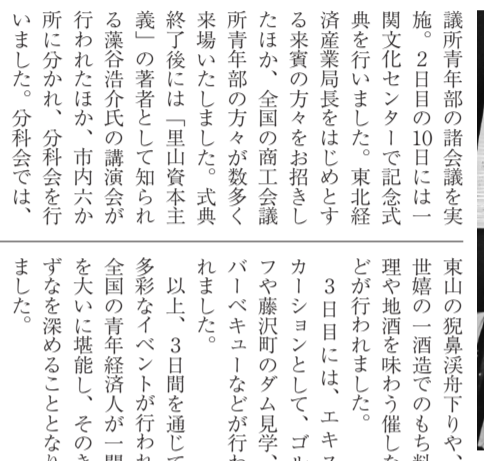 議所青年部の諸会議を実
施。2日目の10日には一
関文化センターで記念式
典を行いました。東北経
済産業局長をはじめとす
る来賓の方々をお招きし
たほか、全国の商工会議
所青年部の方々が数多く
来場いたしました。式典
終了後には「里山資本主
義」の著者として知られ
る藻谷浩介氏の講演会が
行われたほか、市内六か
所に分かれ、分科会を行
いました。分科会では、
東山の猊鼻渓舟下りや、
世嬉の一酒造でのもち料
理や地酒を味わう催しな
どが行われました。
3日目には、エキス
カーションとして、ゴル
フや藤沢町のダム見学、
バーベキューなどが行わ
れました。
以上、3日間を通じて
多彩なイベントが行われ
全国の青年経済人が一関
を大いに堪能し、そのき
ずなを深めることとなり
ました。